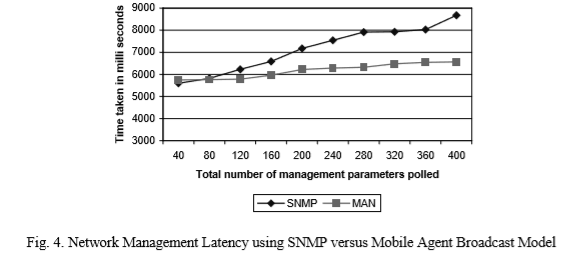 9000
8000
7000
6000
5000
4000
3000
Time taken in milli seconds
40 80 120 160 200 240 280 320 360 400
Total number of management parameters polled
SNMP MAN
Fig. 4. Network Management Latency using SNMP versus Mobile Agent Broadcast Model